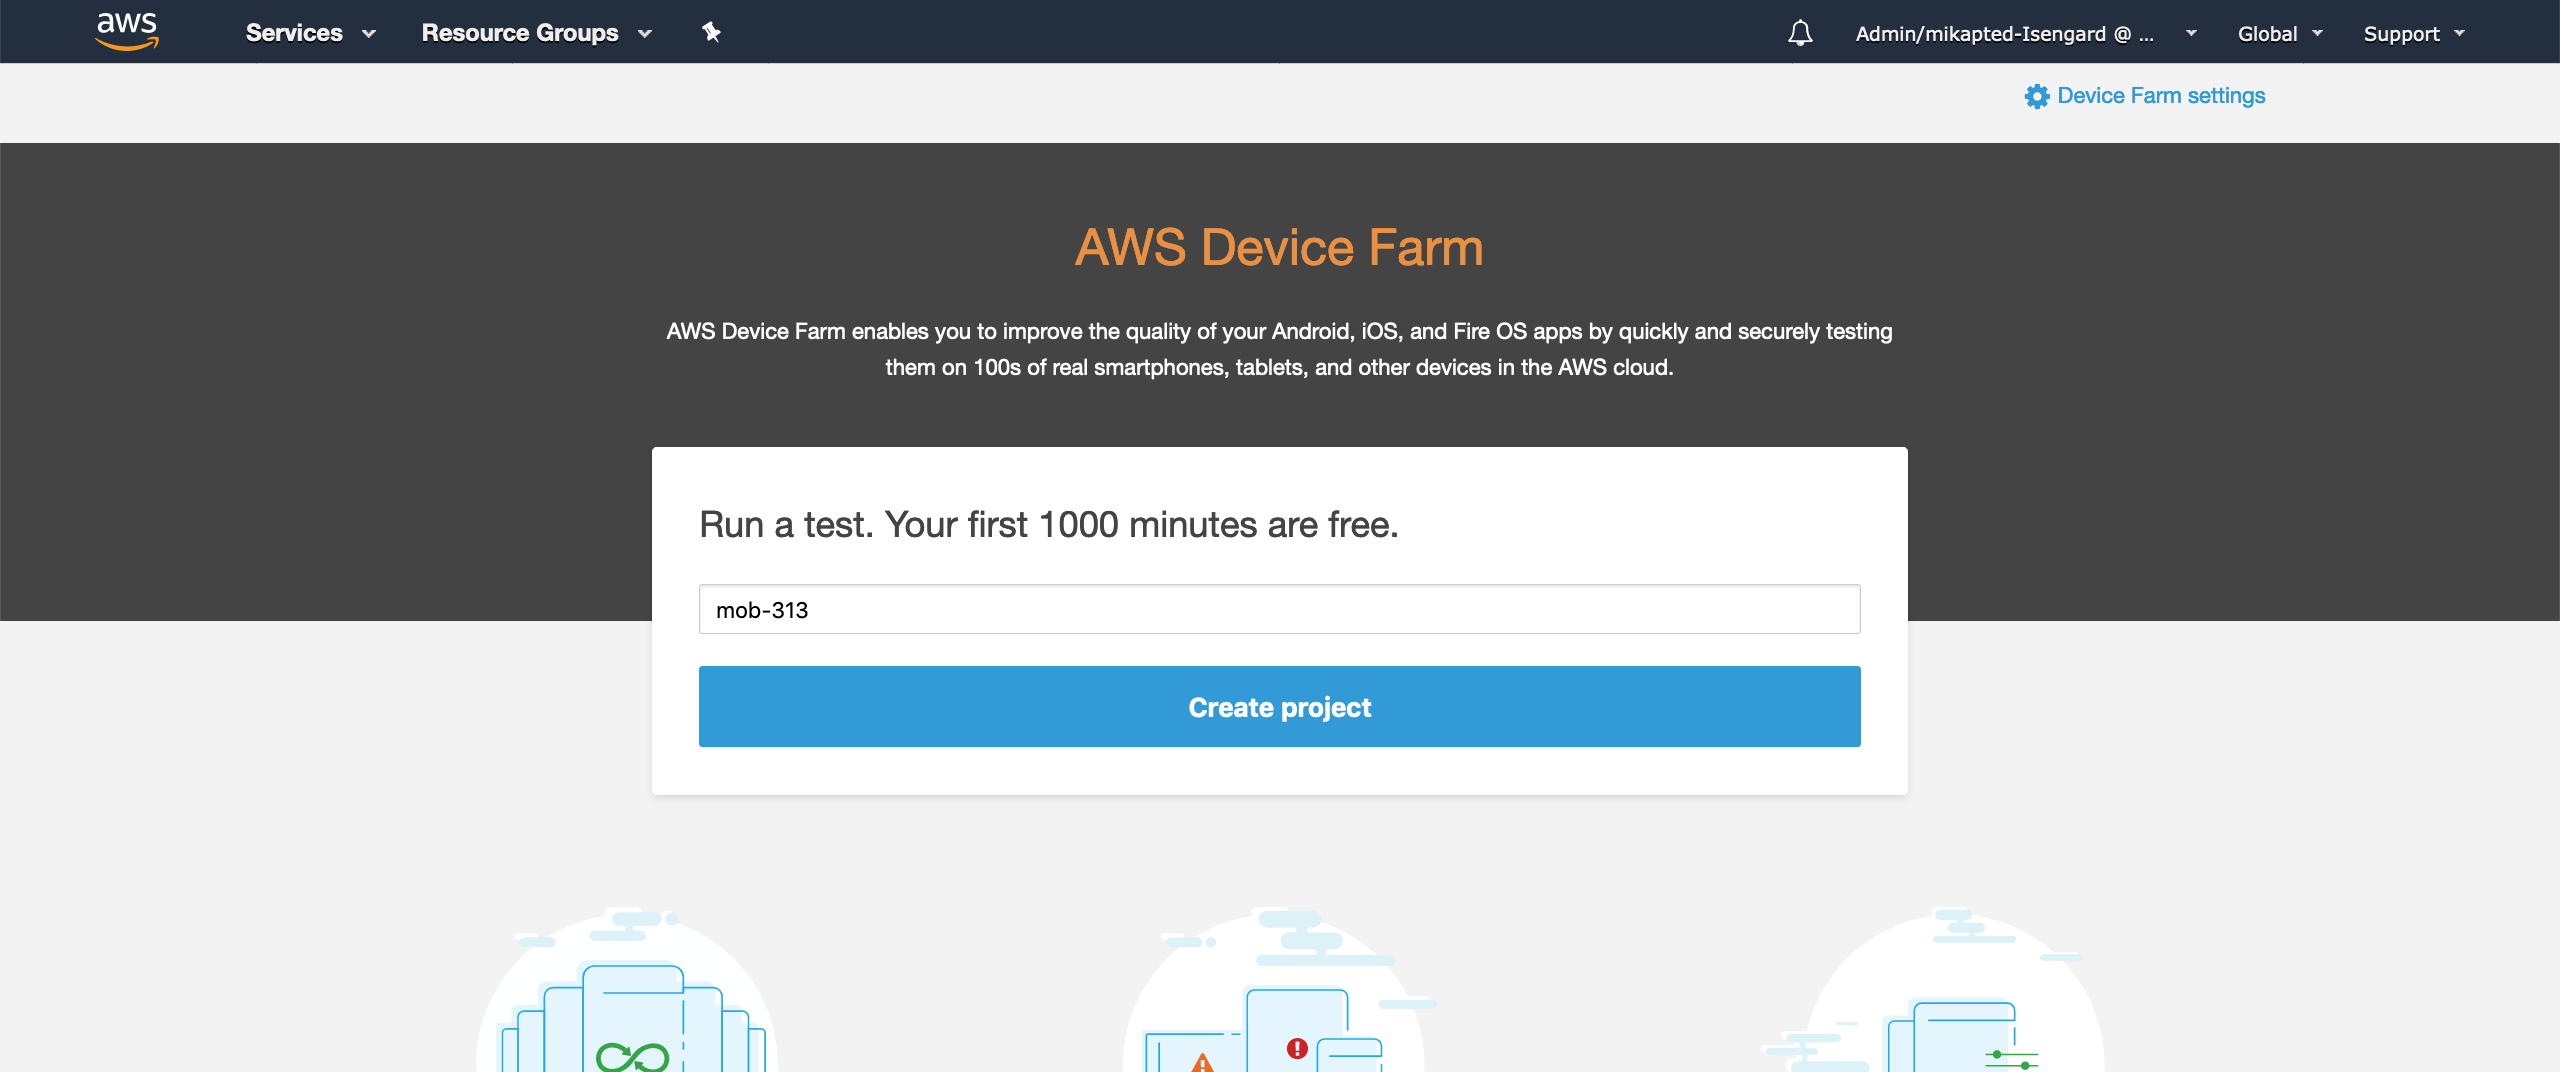 aws
Services
Resource Groups
Admin/mikapted-Isengard @ ...
Global
Support
Device Farm settings
AWS Device Farm
AWS Device Farm enables you to improve the quality of your Android, iOS, and Fire OS apps by quickly and securely testing
them on 100s of real smartphones, tablets, and other devices in the AWS cloud.
Run a test. Your first 1000 minutes are free.
mob-313
Create project